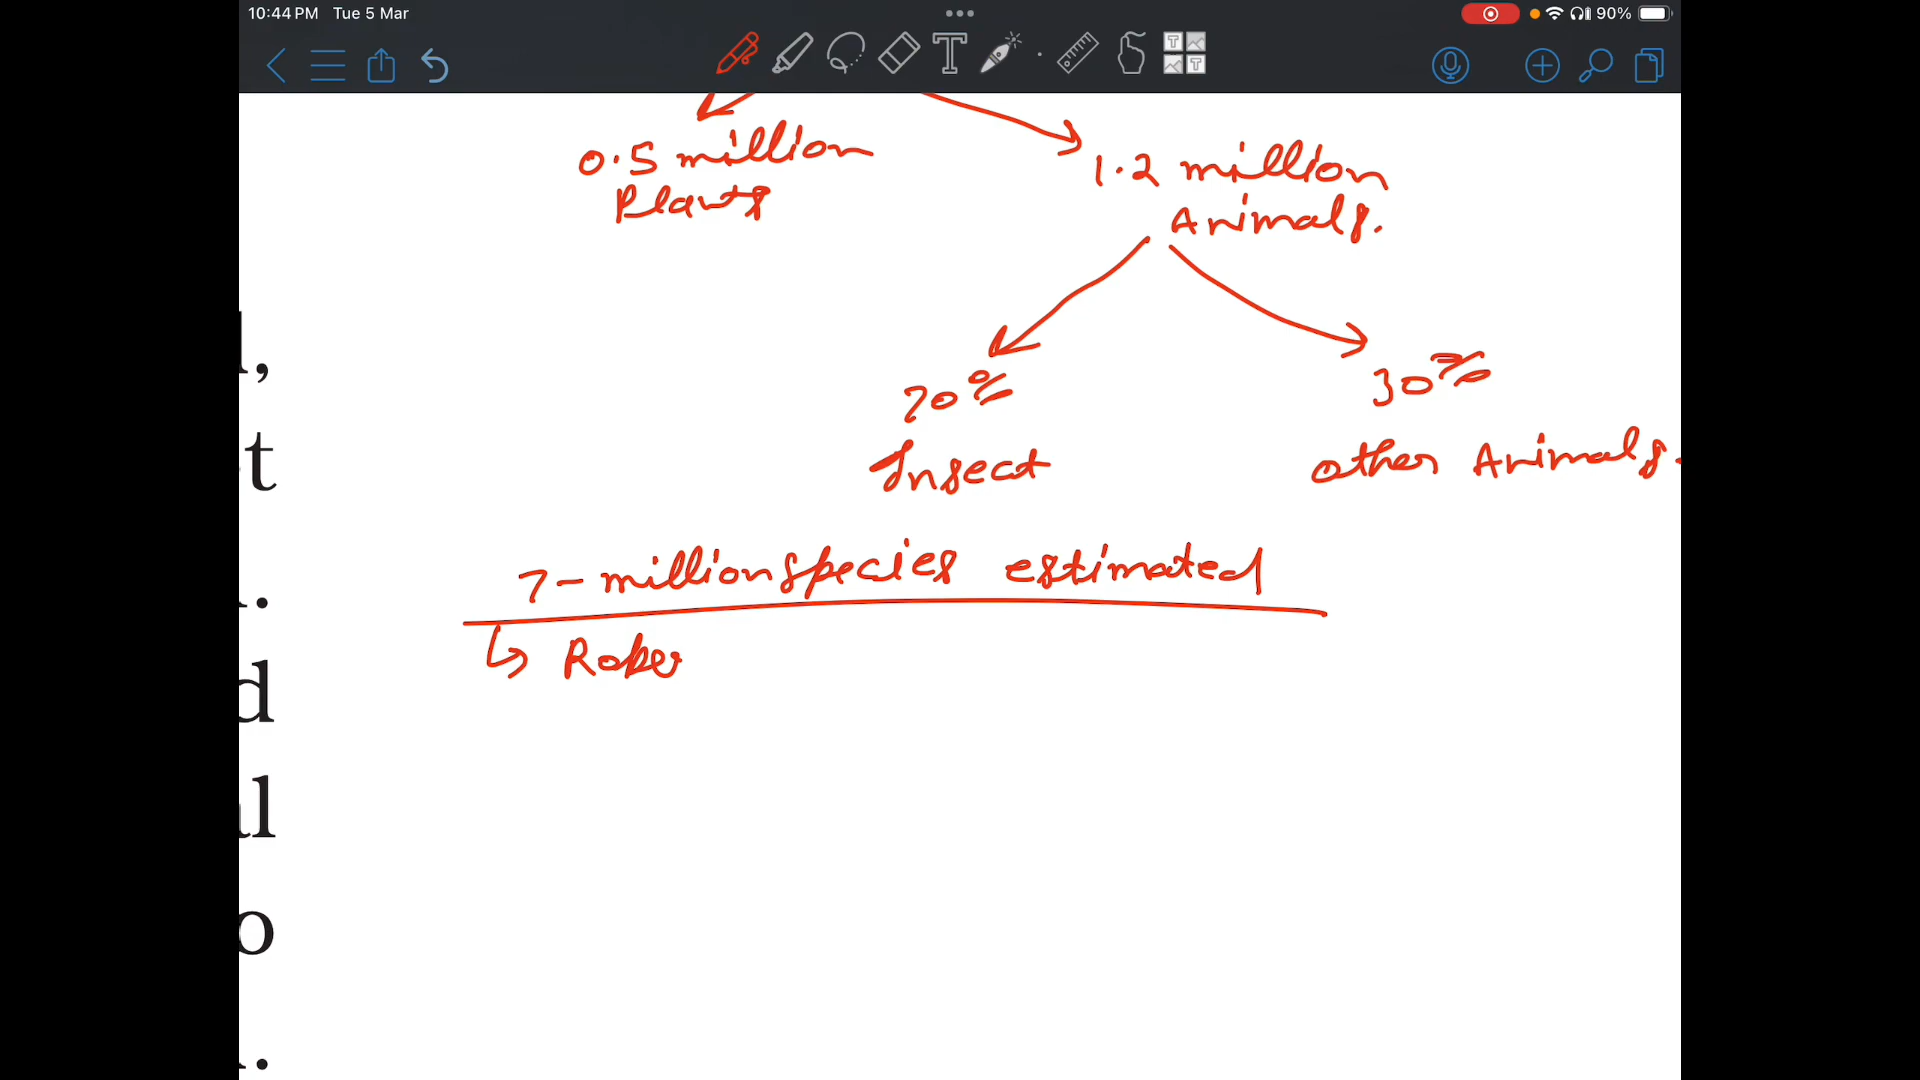 10:44 PM Tue 5 Mar
90%
T
T
T
0.5 million
Plants
1.2 million
Animals.
70%
Insect
30%
other Animals.
7-million species estimated
Rober
l,
t
.
d
l
o
.